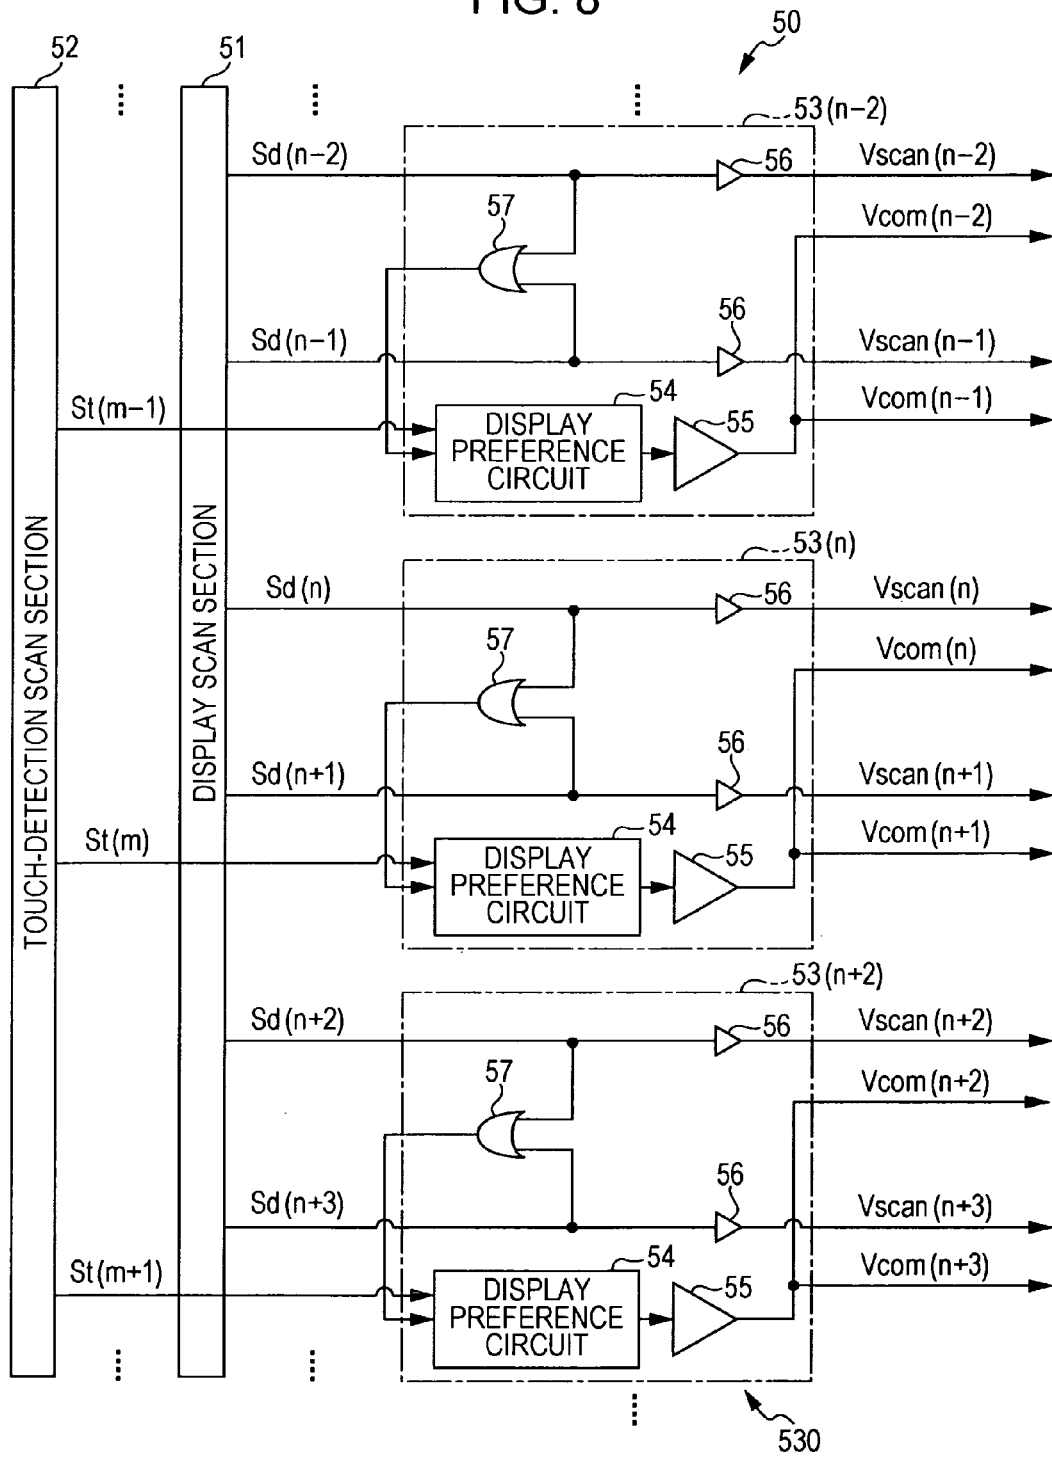 FIG. 8
50
52
51
53(n-2)
Sd(n-2)
56
Vscan(n-2)
57
Vcom(n-2)
Sd(n-1)
56
Vscan(n-1)
St(m-1)
54
55
Vcom(n-1)
DISPLAY
PREFERENCE
CIRCUIT
53(n)
Sd(n)
56
Vscan(n)
57
Vcom(n)
Sd(n+1)
56
Vscan(n+1)
St(m)
54
55
Vcom(n+1)
DISPLAY
PREFERENCE
CIRCUIT
TOUCH-DETECTION SCAN SECTION
DISPLAY SCAN SECTION
53(n+2)
Sd(n+2)
56
Vscan(n+2)
57
Vcom(n+2)
Sd(n+3)
56
Vscan(n+3)
St(m+1)
54
55
Vcom(n+3)
DISPLAY
PREFERENCE
CIRCUIT
530